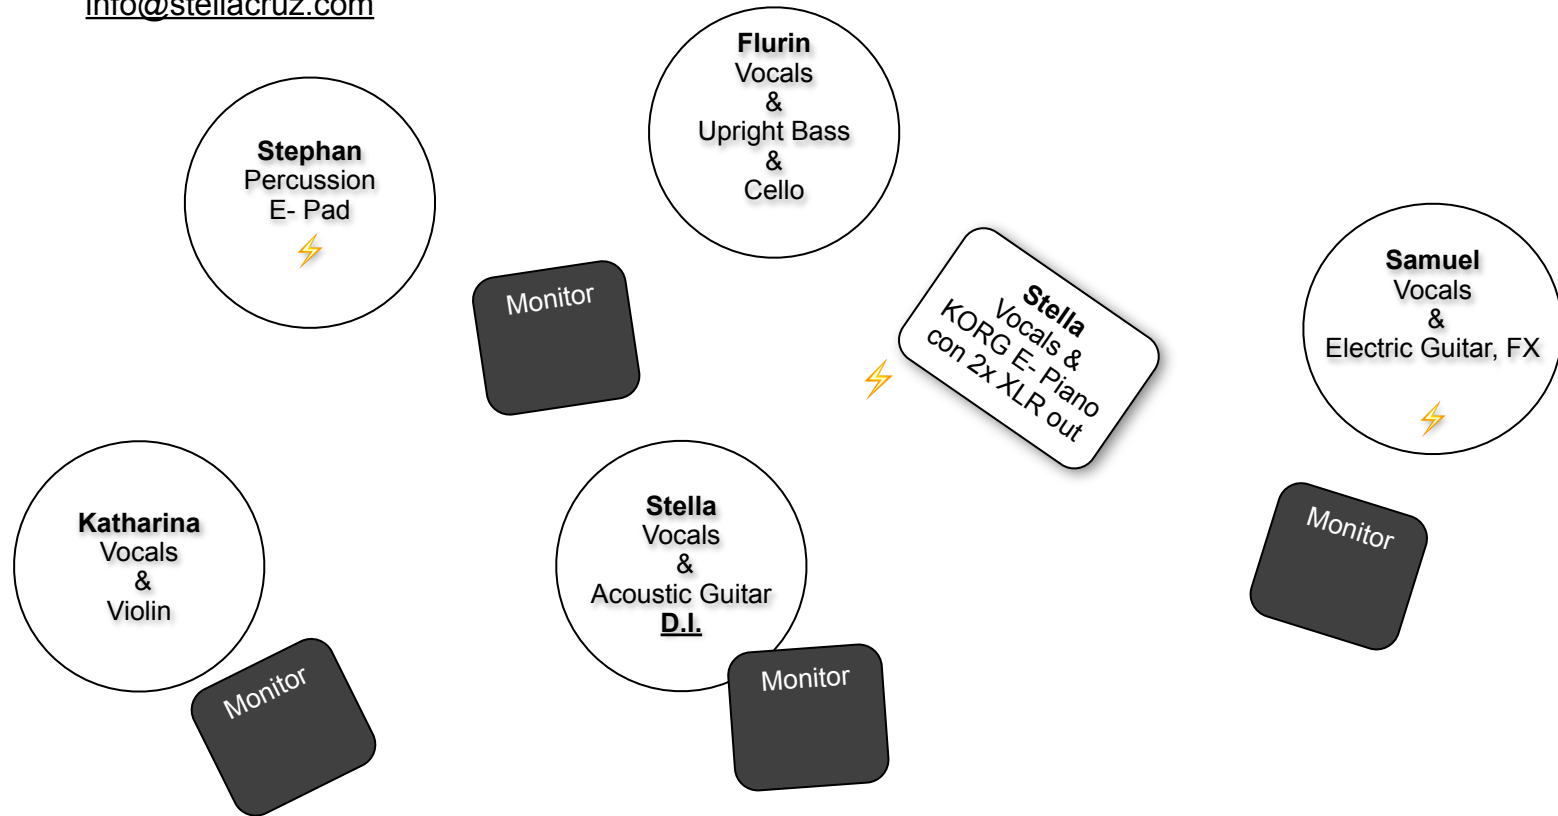 info@stellacruz.com
Flurin
Vocals
&
Upright Bass
&
Cello
Stephan
Percussion
E- Pad
Monitor
Stella
Vocals &
KORG E- Piano
con 2x XLR out
Samuel
Vocals
&
Electric Guitar, FX
Katharina
Vocals
&
Violin
Monitor
Stella
Vocals
&
Acoustic Guitar
D.I.
Monitor
Monitor